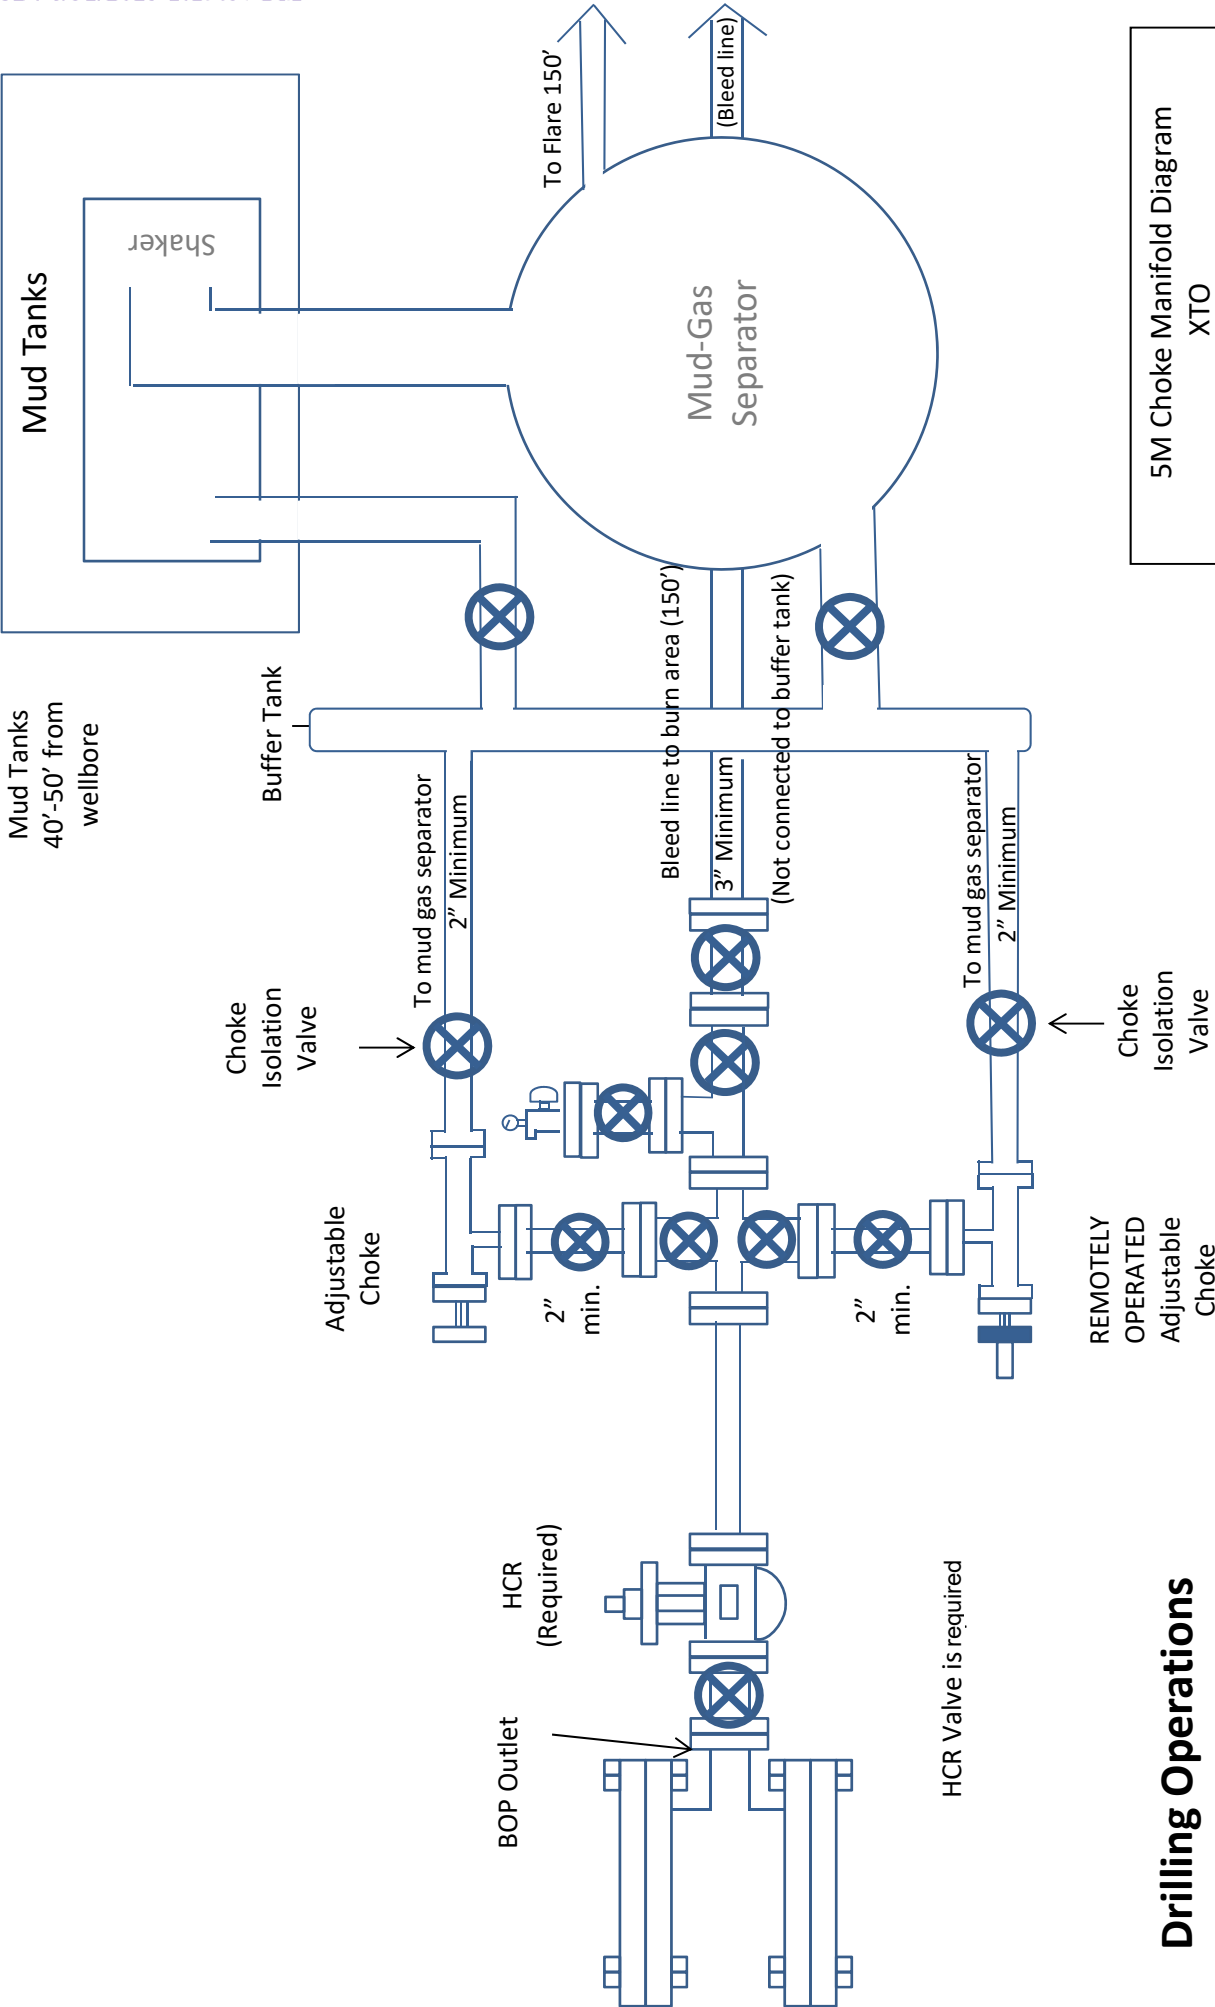 Mud Tanks
Shaker
Mud Tanks
40’-50’ from
wellbore
To Flare 150’
(Bleed line)
Mud-Gas
Separator
Buffer Tank
Bleed line to burn area (150’)
3” Minimum
(Not connected to buffer tank)
To mud gas separator
2” Minimum
To mud gas separator
2” Minimum
Choke
Isolation
Valve
Choke
Isolation
Valve
Adjustable
Choke
2”
min.
2”
min.
REMOTELY
OPERATED
Adjustable
Choke
HCR
(Required)
BOP Outlet
HCR Valve is required
Drilling Operations
5M Choke Manifold Diagram
XTO